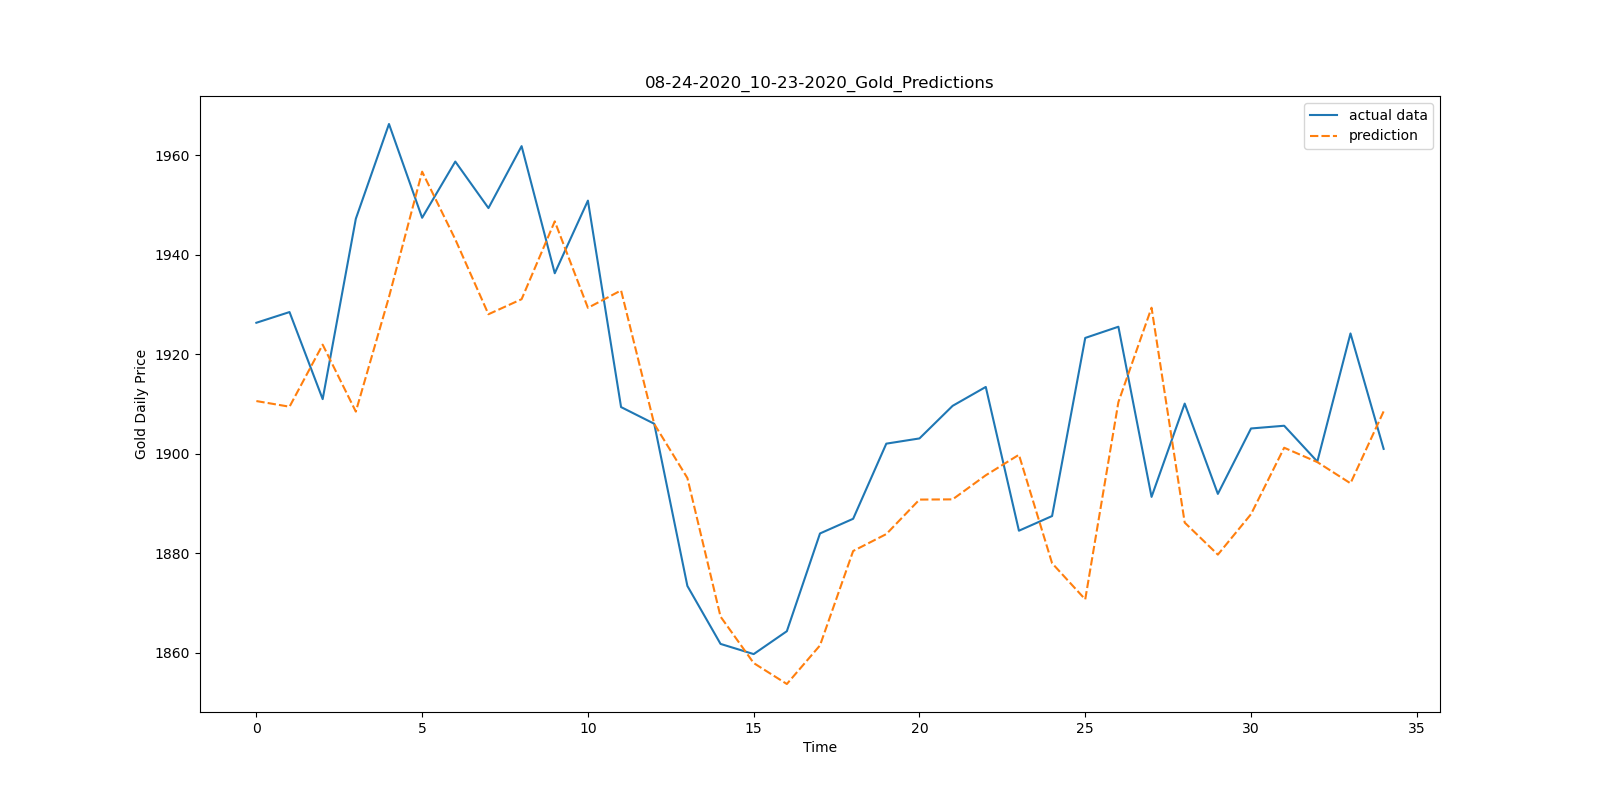 08-24-2020_10-23-2020_Gold_Predictions
actual data
prediction
1960
1940
1920
1900
1880
1860
Gold Daily Price
0 5 10 15 20 25 30 35
Time